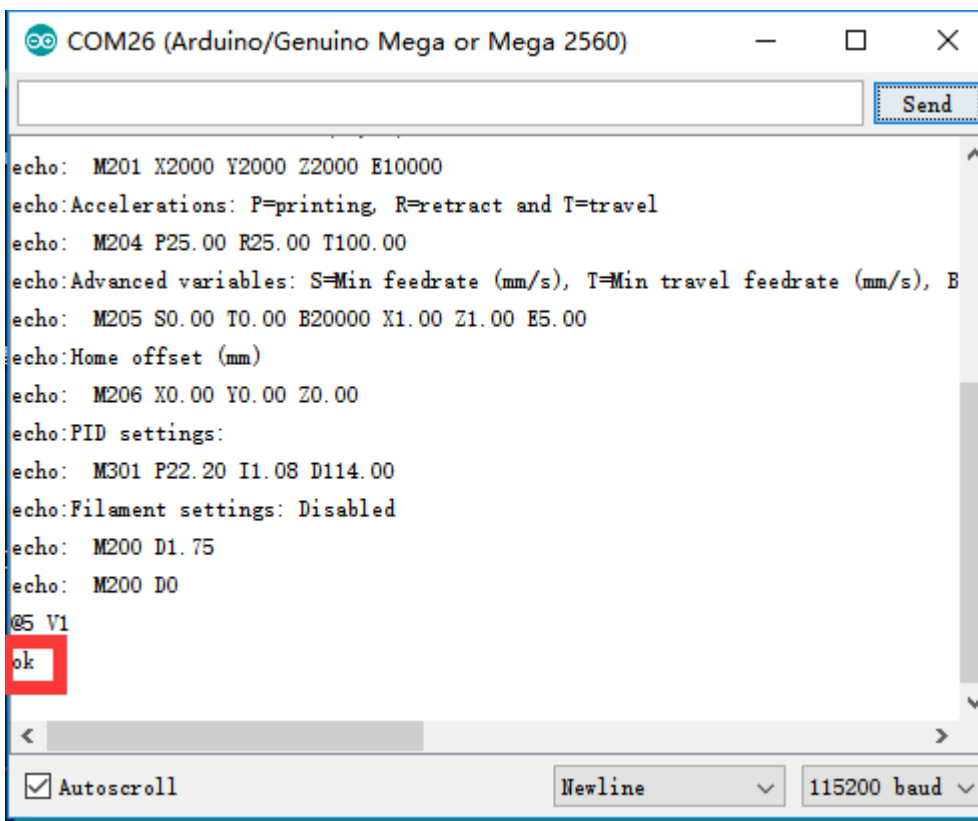 COM26 (Arduino/Genuino Mega or Mega 2560)
Send
echo:  M201 X2000 Y2000 Z2000 E10000
echo:Accelerations: P=printing, R=retract and T=travel
echo:  M204 P25.00 R25.00 T100.00
echo:Advanced variables: S=Min feedrate (mm/s), T=Min travel feedrate (mm/s), B
echo:  M205 S0.00 T0.00 B20000 X1.00 Z1.00 E5.00
echo:Home offset (mm)
echo:  M206 X0.00 Y0.00 Z0.00
echo:PID settings:
echo:  M301 P22.20 I1.08 D114.00
echo:Filament settings: Disabled
echo:  M200 D1.75
echo:  M200 D0
@5 V1
ok
Autoscroll
Newline
115200 baud